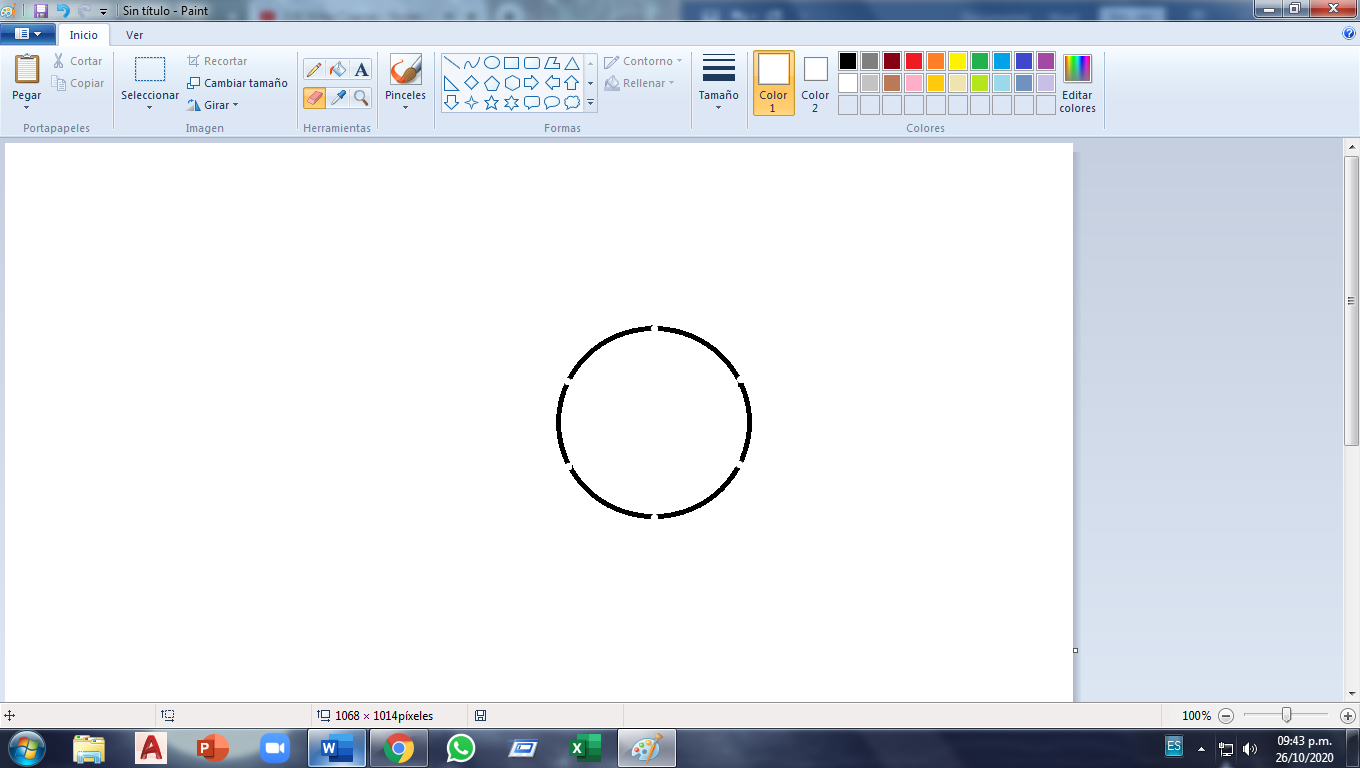 Sin título - Paint
Inicio Ver
Pegar
Cortar
Copiar
Portapapeles
Seleccionar
Recortar
Cambiar tamaño
Girar
Imagen
A
Herramientas
Pinceles
Contorno
Rellenar
Formas
Tamaño
Color
1
Color
2
Editar
colores
Colores
1068 × 1014píxeles
100%
A P W X
ES
09:43 p.m.
26/10/2020